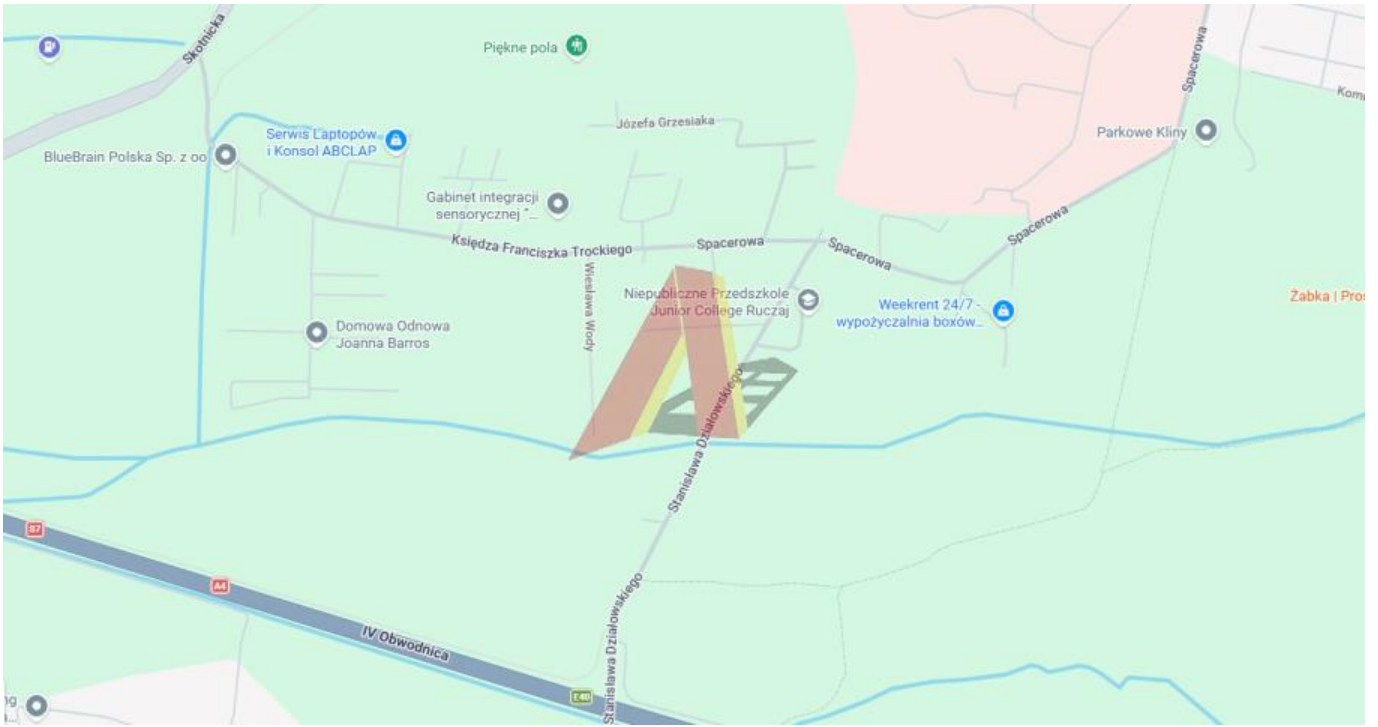 Skotnicka
Piękne pola
Spacerowa
Józefa Grzesiaka
Serwis Laptopów
i Konsol ABCLAP
Parkowe Kliny
BlueBrain Polska Sp. z oo
Gabinet integracji
sensorycznej "...
Księdza Franciszka Trockiego
Spacerowa
Spacerowa
Spacerowa
Wiesława Wody
Niepubliczne Przedszkole
Junior College Ruczaj
Weekrent 24/7 -
wypożyczalnia boxów...
Żabka | Pros
Domowa Odnowa
Joanna Barros
Stanisława Działowskiego
Stanisława Działowskiego
S7
A4
IV Obwodnica
E40
Stanisława Działowskiego